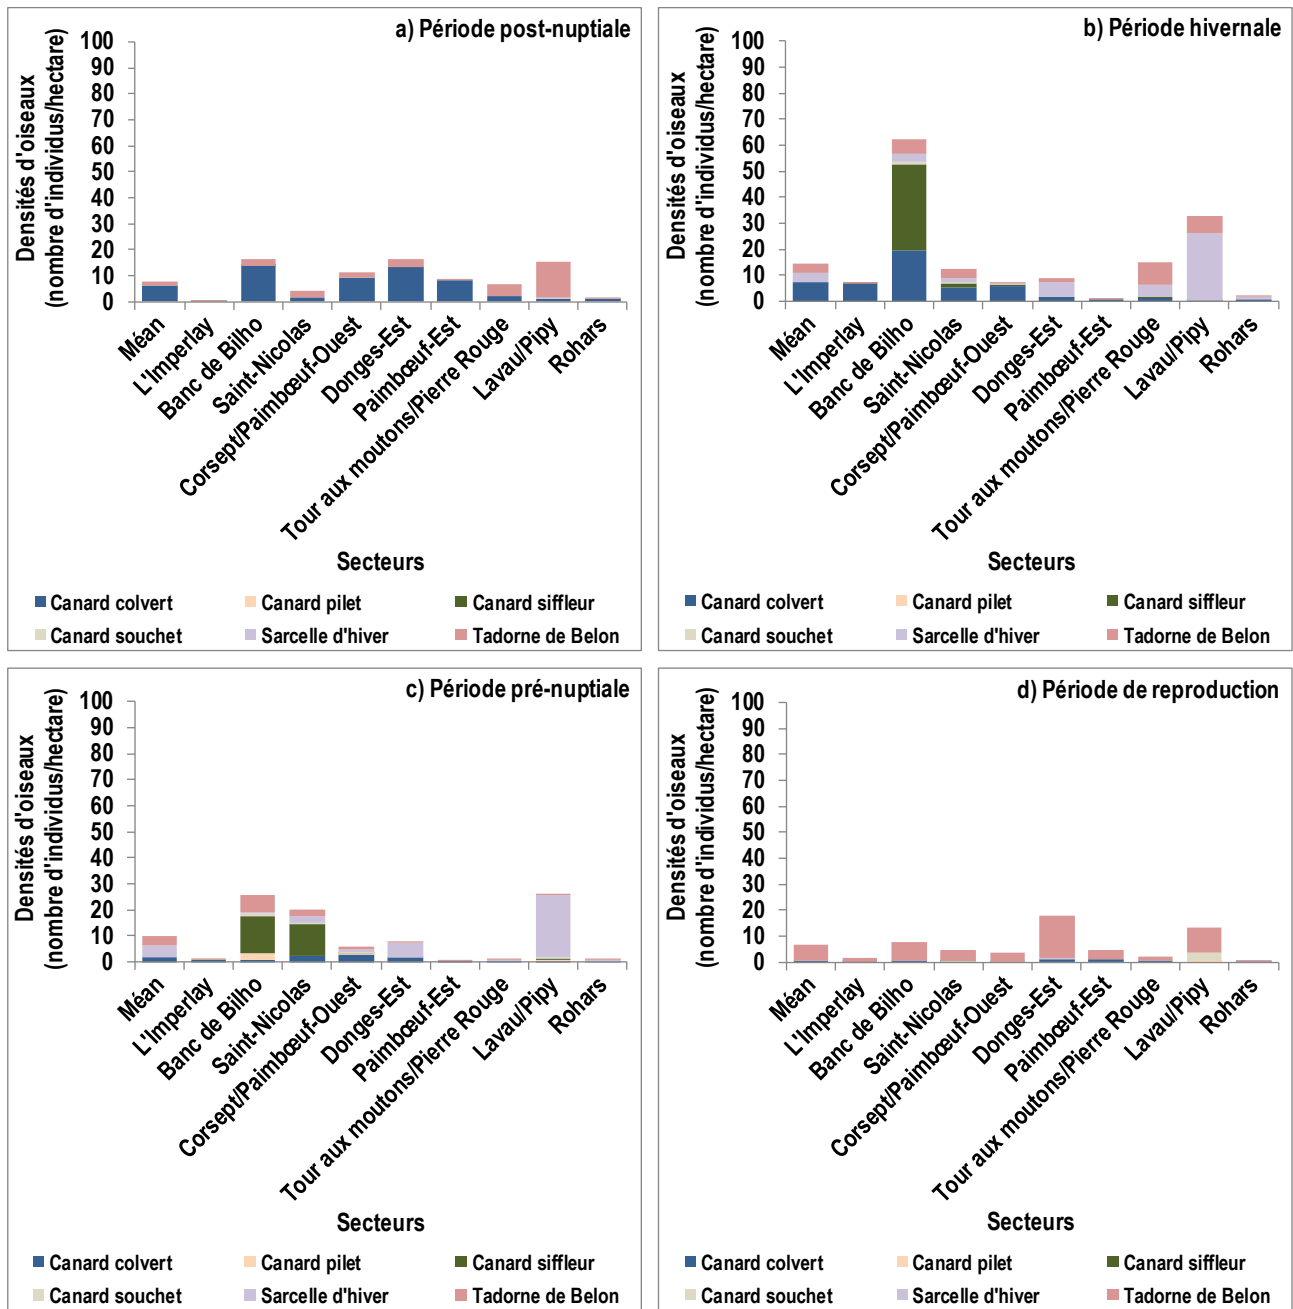 a) Période post-nuptiale
Densités d'oiseaux
(nombre d'individus/hectare)
100
90
80
70
60
50
40
30
20
10
0
Méan
L'Imperlay
Banc de Bilho
Saint-Nicolas
Corsept/Paimbœuf-Ouest
Donges-Est
Paimbœuf-Est
Tour aux moutons/Pierre Rouge
Lavau/Pipy
Rohars
Secteurs
Canard colvert Canard pilet Canard siffleur
Canard souchet Sarcelle d'hiver Tadorne de Belon
b) Période hivernale
Densités d'oiseaux
(nombre d'individus/hectare)
100
90
80
70
60
50
40
30
20
10
0
Méan
L'Imperlay
Banc de Bilho
Saint-Nicolas
Corsept/Paimbœuf-Ouest
Donges-Est
Paimbœuf-Est
Tour aux moutons/Pierre Rouge
Lavau/Pipy
Rohars
Secteurs
Canard colvert Canard pilet Canard siffleur
Canard souchet Sarcelle d'hiver Tadorne de Belon
c) Période pré-nuptiale
Densités d'oiseaux
(nombre d'individus/hectare)
100
90
80
70
60
50
40
30
20
10
0
Méan
L'Imperlay
Banc de Bilho
Saint-Nicolas
Corsept/Paimbœuf-Ouest
Donges-Est
Paimbœuf-Est
Tour aux moutons/Pierre Rouge
Lavau/Pipy
Rohars
Secteurs
Canard colvert Canard pilet Canard siffleur
Canard souchet Sarcelle d'hiver Tadorne de Belon
d) Période de reproduction
Densités d'oiseaux
(nombre d'individus/hectare)
100
90
80
70
60
50
40
30
20
10
0
Méan
L'Imperlay
Banc de Bilho
Saint-Nicolas
Corsept/Paimbœuf-Ouest
Donges-Est
Paimbœuf-Est
Tour aux moutons/Pierre Rouge
Lavau/Pipy
Rohars
Secteurs
Canard colvert Canard pilet Canard siffleur
Canard souchet Sarcelle d'hiver Tadorne de Belon